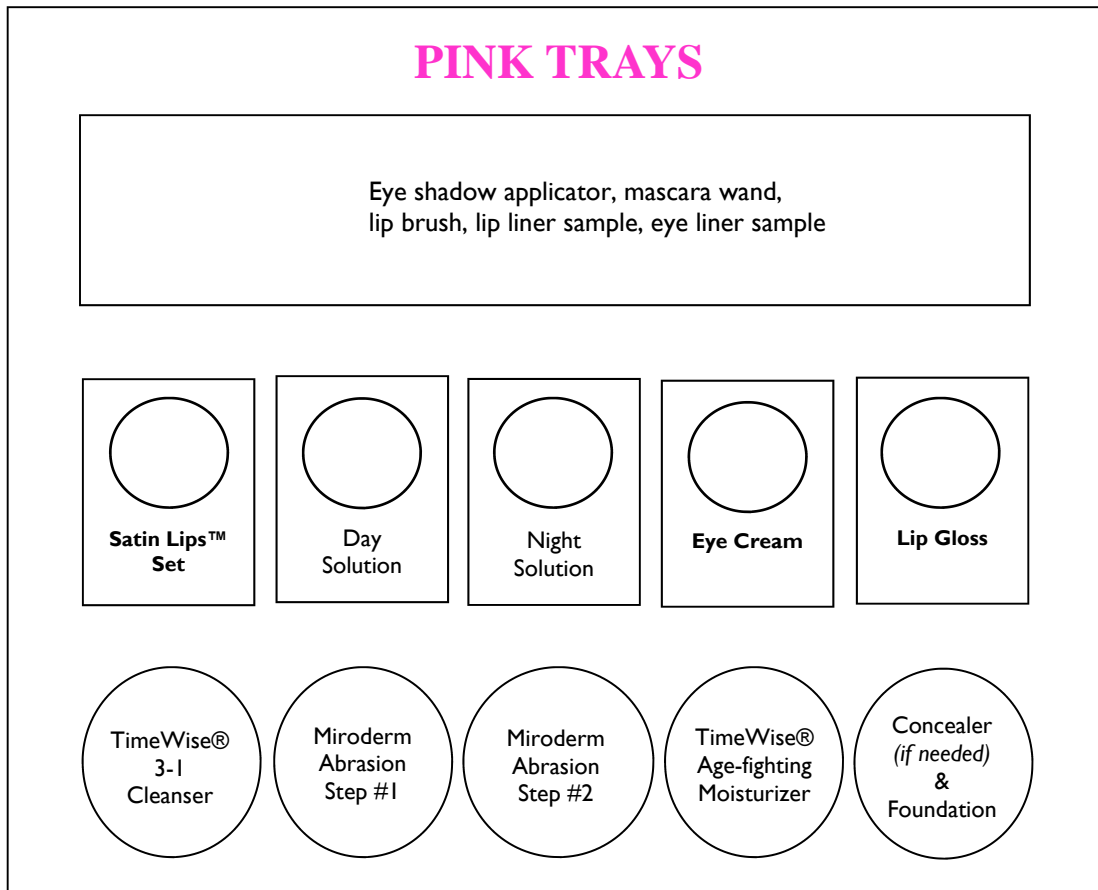 PINK TRAYS
Eye shadow applicator, mascara wand,
lip brush, lip liner sample, eye liner sample
Satin Lips™
Set
Day
Solution
Night
Solution
Eye Cream
Lip Gloss
TimeWise®
3-1
Cleanser
Miroderm
Abrasion
Step #1
Miroderm
Abrasion
Step #2
TimeWise®
Age-fighting
Moisturizer
Concealer
(if needed)
&
Foundation